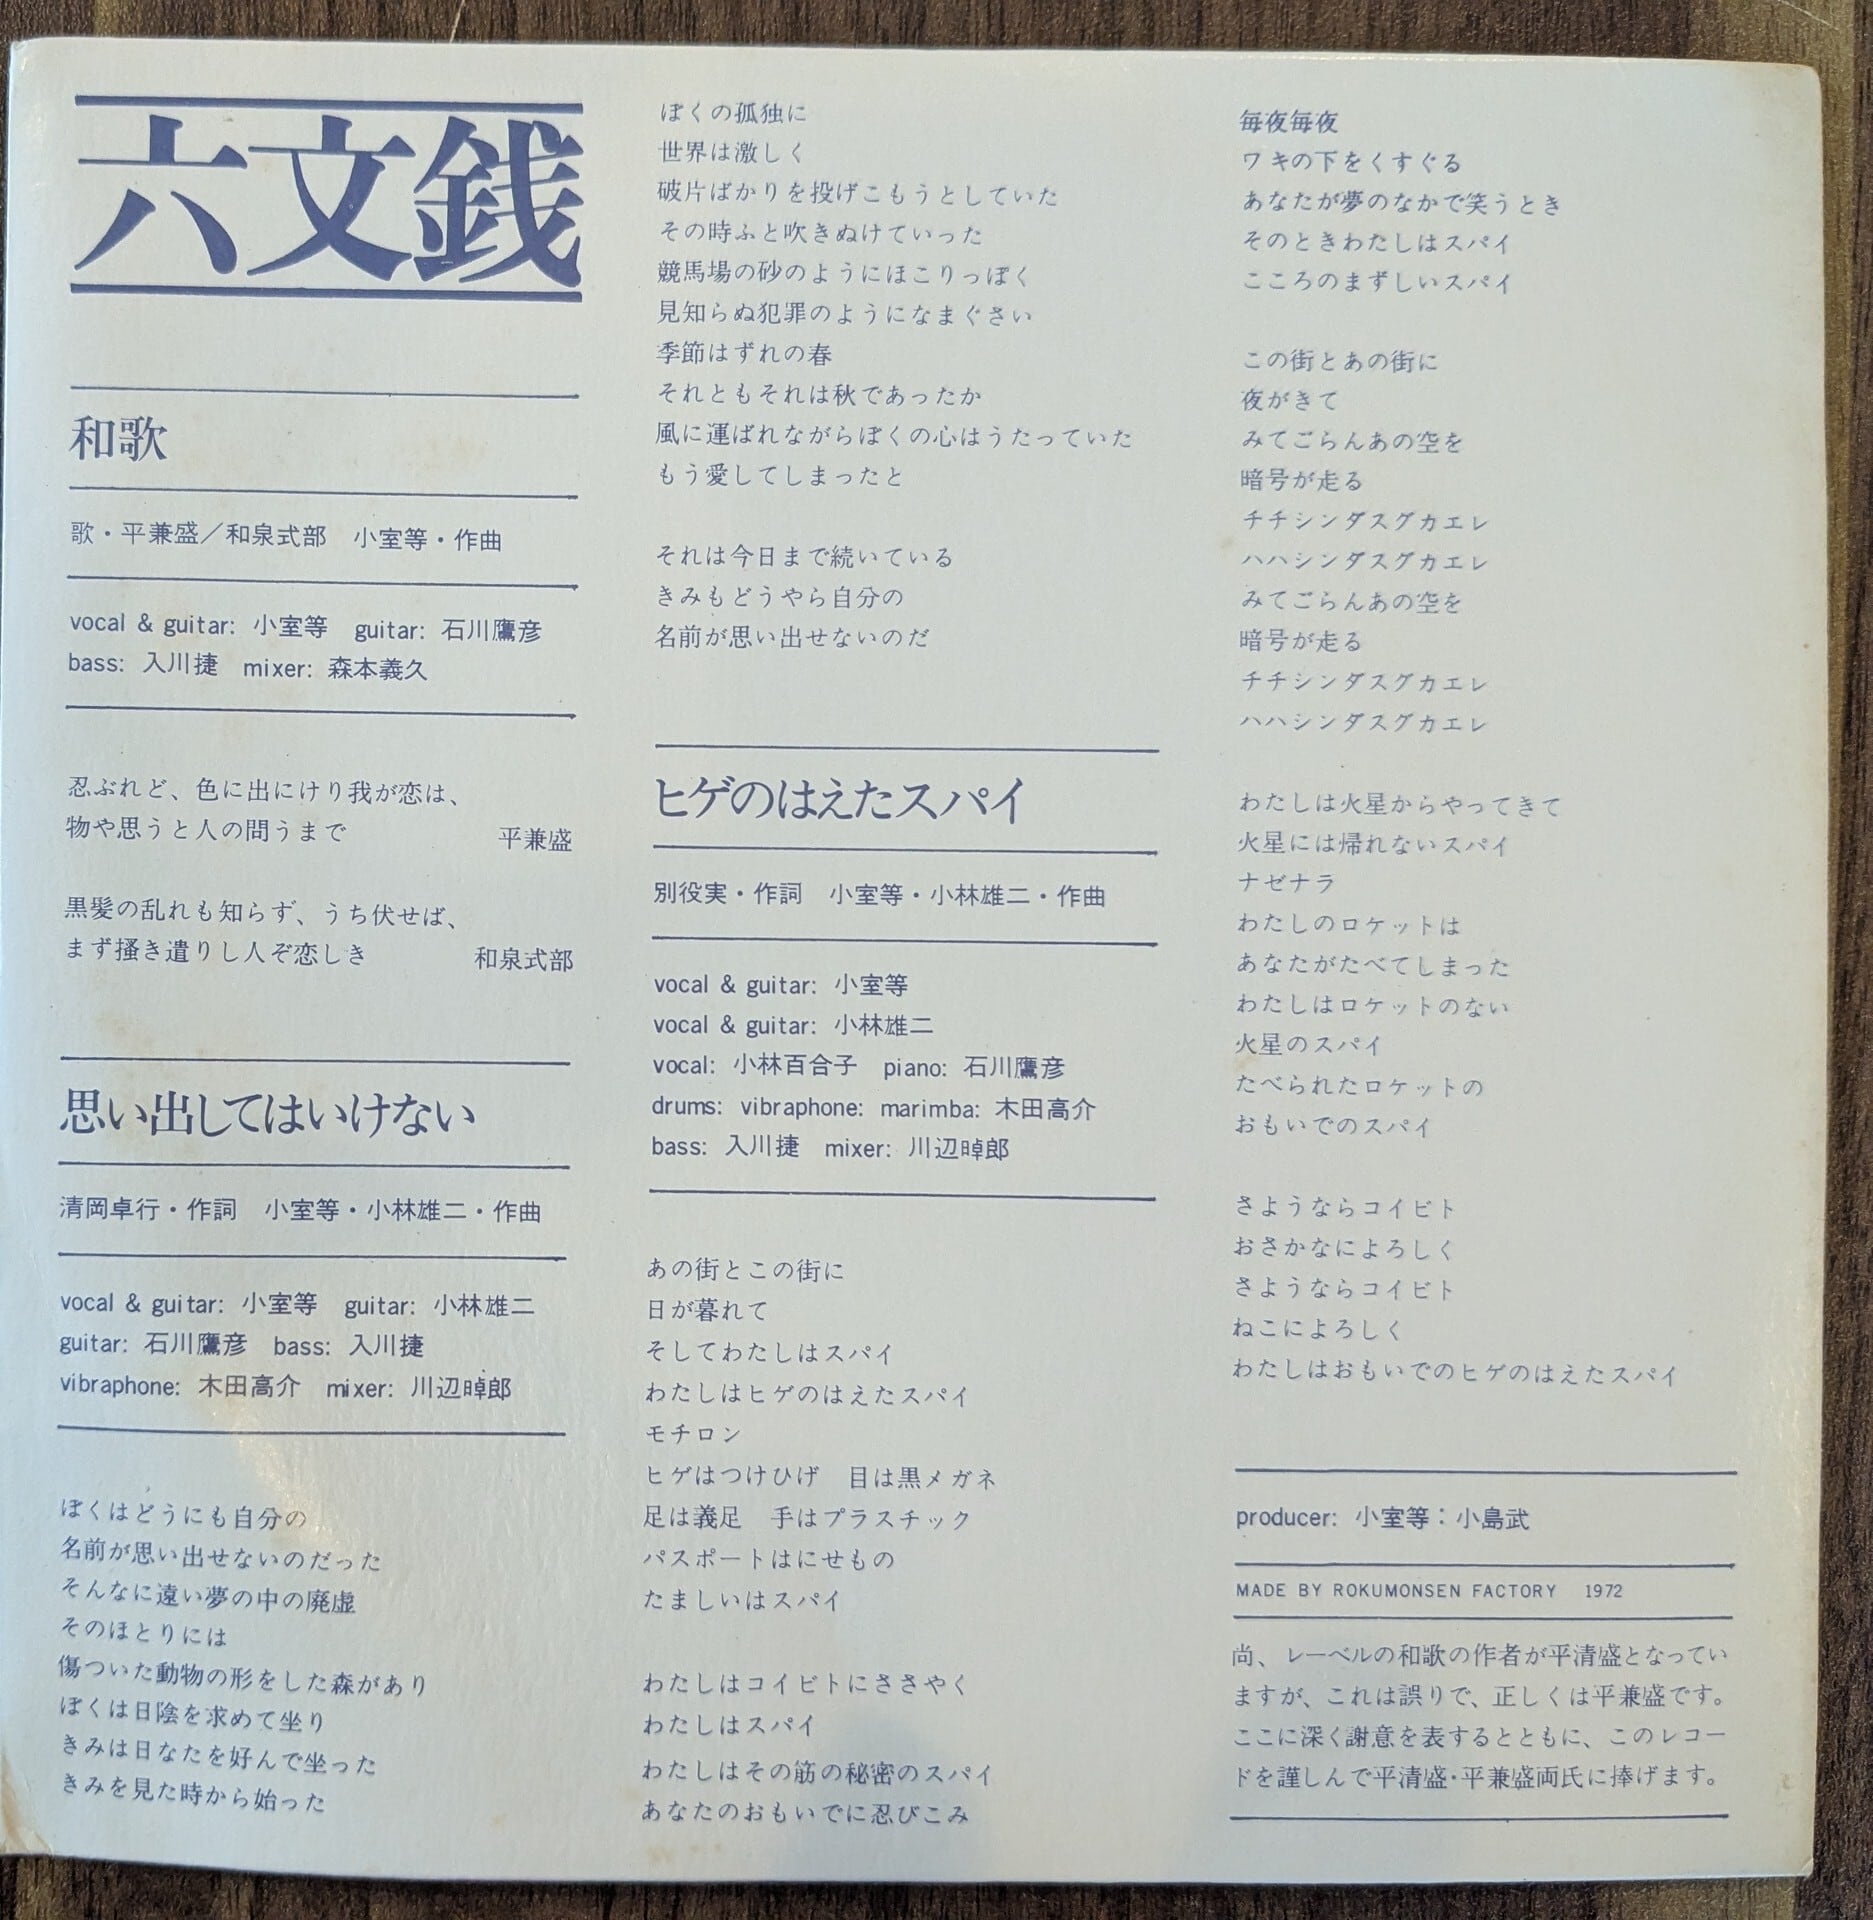 六文銭
和歌
歌・平兼盛／和泉式部　小室等・作曲
vocal & guitar: 小室等　guitar: 石川鷹彦
bass: 入川捷　mixer: 森本義久
忍ぶれど、色に出にけり我が恋は、
物や思うと人の問うまで　平兼盛
黒髪の乱れも知らず、うち伏せば、
まず掻き遣りし人ぞ恋しき　和泉式部
思い出してはいけない
清岡卓行・作詞　小室等・小林雄二・作曲
vocal & guitar: 小室等　guitar: 小林雄二
guitar: 石川鷹彦　bass: 入川捷
vibraphone: 木田高介　mixer: 川辺晫郎
ぼくはどうにも自分の
名前が思い出せないのだった
そんなに遠い夢の中の廃虚
そのほとりには
傷ついた動物の形をした森があり
ぼくは日陰を求めて坐り
きみは日なたを好んで坐った
きみを見た時から始った
ぼくの孤独に
世界は激しく
破片ばかりを投げこもうとしていた
その時ふと吹きぬけていった
競馬場の砂のようにほこりっぽく
見知らぬ犯罪のようになまぐさい
季節はずれの春
それともそれは秋であったか
風に運ばれながらぼくの心はうたっていた
もう愛してしまったと
それは今日まで続いている
きみもどうやら自分の
名前が思い出せないのだ
ヒゲのはえたスパイ
別役実・作詞　小室等・小林雄二・作曲
vocal & guitar: 小室等
vocal & guitar: 小林雄二
vocal: 小林百合子　piano: 石川鷹彦
drums: vibraphone: marimba: 木田高介
bass: 入川捷　mixer: 川辺晫郎
あの街とこの街に
日が暮れて
そしてわたしはスパイ
わたしはヒゲのはえたスパイ
モチロン
ヒゲはつけひげ　目は黒メガネ
足は義足　手はプラスチック
パスポートはにせもの
たましいはスパイ
わたしはコイビトにささやく
わたしはスパイ
わたしはその筋の秘密のスパイ
あなたのおもいでに忍びこみ
毎夜毎夜
ワキの下をくすぐる
あなたが夢のなかで笑うとき
そのときわたしはスパイ
こころのまずしいスパイ
この街とあの街に
夜がきて
みてごらんあの空を
暗号が走る
チチシンダスグカエレ
ハハシンダスグカエレ
みてごらんあの空を
暗号が走る
チチシンダスグカエレ
ハハシンダスグカエレ
わたしは火星からやってきて
火星には帰れないスパイ
ナゼナラ
わたしのロケットは
あなたがたべてしまった
わたしはロケットのない
火星のスパイ
たべられたロケットの
おもいでのスパイ
さようならコイビト
おさかなによろしく
さようならコイビト
ねこによろしく
わたしはおもいでのヒゲのはえたスパイ
producer: 小室等：小島武
MADE BY ROKUMONSEN FACTORY　1972
尚、レーベルの和歌の作者が平清盛となってい
ますが、これは誤りで、正しくは平兼盛です。
ここに深く謝意を表するとともに、このレコー
ドを謹しんで平清盛・平兼盛両氏に捧げます。